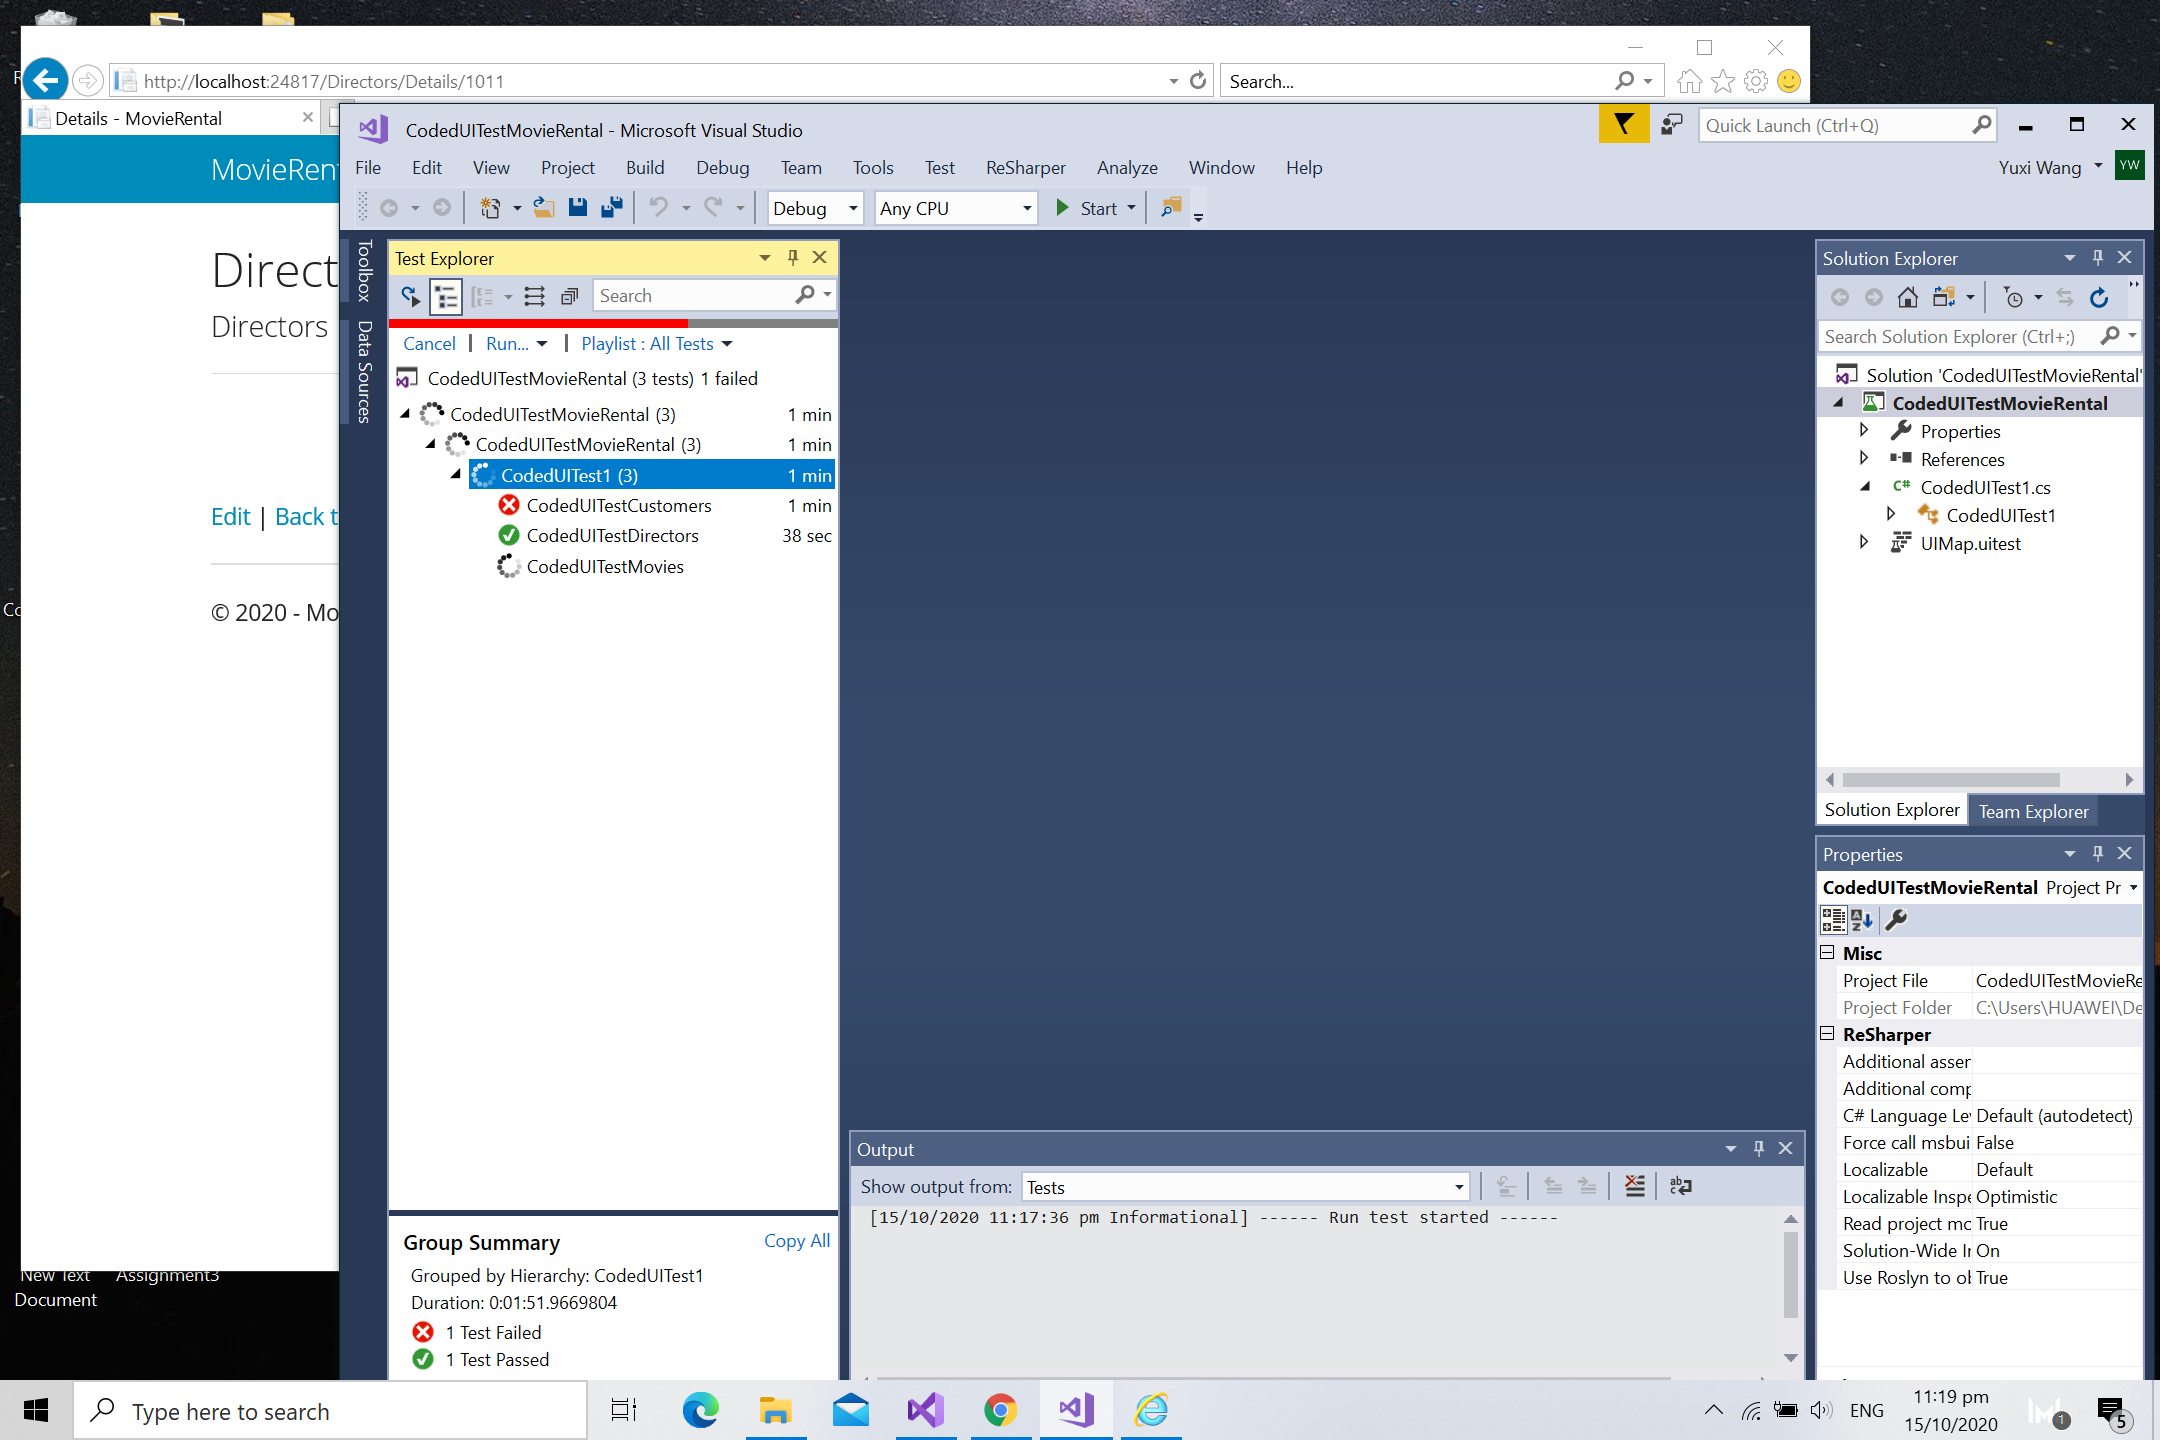 http://localhost:24817/Directors/Details/1011
Search...
Details - MovieRental
MovieRent
Direct
Directors
Edit | Back t
© 2020 - Mo
CodedUITestMovieRental - Microsoft Visual Studio
Quick Launch (Ctrl+Q)
File Edit View Project Build Debug Team Tools Test ReSharper Analyze Window Help
Yuxi Wang
YW
Debug
Any CPU
Start
Toolbox
Data Sources
Test Explorer
Search
Cancel | Run... | Playlist : All Tests
CodedUITestMovieRental (3 tests) 1 failed
CodedUITestMovieRental (3) 1 min
CodedUITestMovieRental (3) 1 min
CodedUITest1 (3) 1 min
CodedUITestCustomers 1 min
CodedUITestDirectors 38 sec
CodedUITestMovies
Group Summary
Copy All
Grouped by Hierarchy: CodedUITest1
Duration: 0:01:51.9669804
1 Test Failed
1 Test Passed
Output
Show output from: Tests
[15/10/2020 11:17:36 pm Informational] ------ Run test started ------
Solution Explorer
Search Solution Explorer (Ctrl+;)
Solution 'CodedUITestMovieRental'
CodedUITestMovieRental
Properties
References
C# CodedUITest1.cs
CodedUITest1
UIMap.uitest
Solution Explorer
Team Explorer
Properties
CodedUITestMovieRental Project Pr
Misc
Project File CodedUITestMovieRe
Project Folder C:\Users\HUAWEI\De
ReSharper
Additional asser
Additional comp
C# Language Lev Default (autodetect)
Force call msbui False
Localizable Default
Localizable Inspe Optimistic
Read project mo True
Solution-Wide Ir On
Use Roslyn to ob True
Co
New Text
Document
Assignment3
Type here to search
ENG
11:19 pm
15/10/2020
1
5